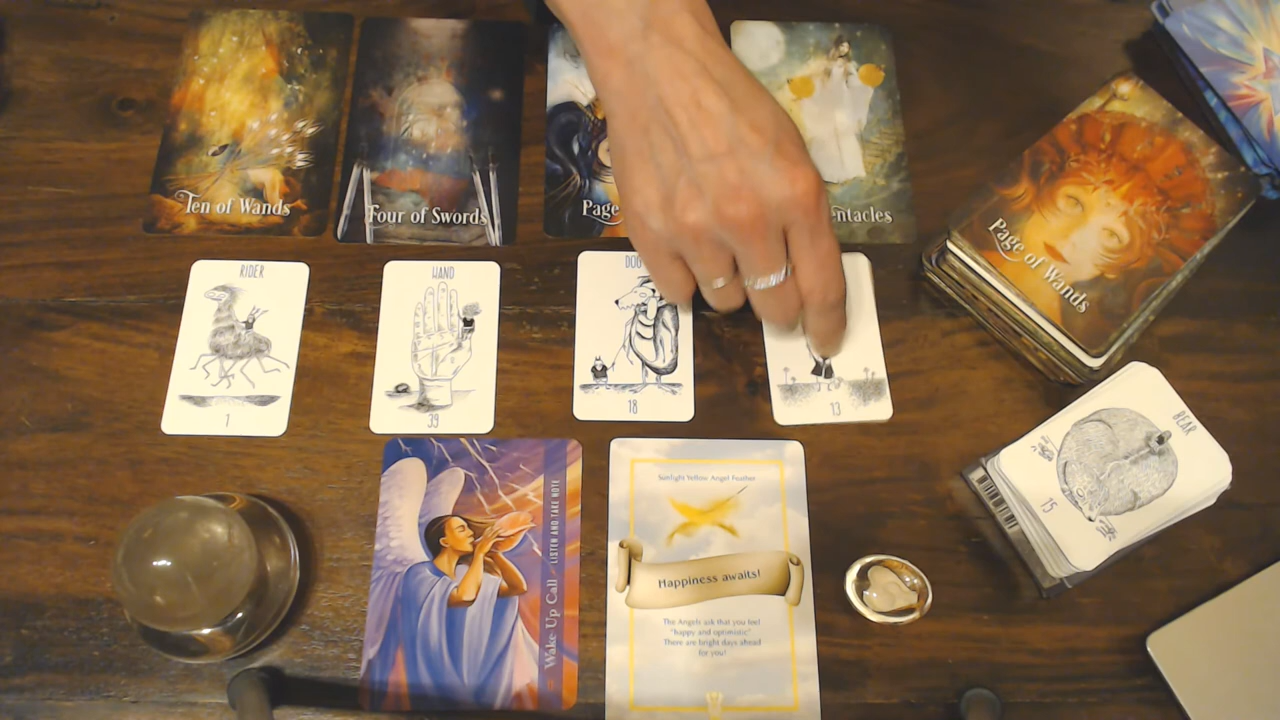 Ten of Wands
Four of Swords
Page
ntacles
Page of Wands
RIDER
1
HAND
39
DOG
18
13
BEAR
15
Wake Up Call ~ LISTEN AND TAKE NOTE
Sunlight Yellow Angel Feather
Happiness awaits!
The Angels ask that you feel
"happy and optimistic"
There are bright days ahead
for you!